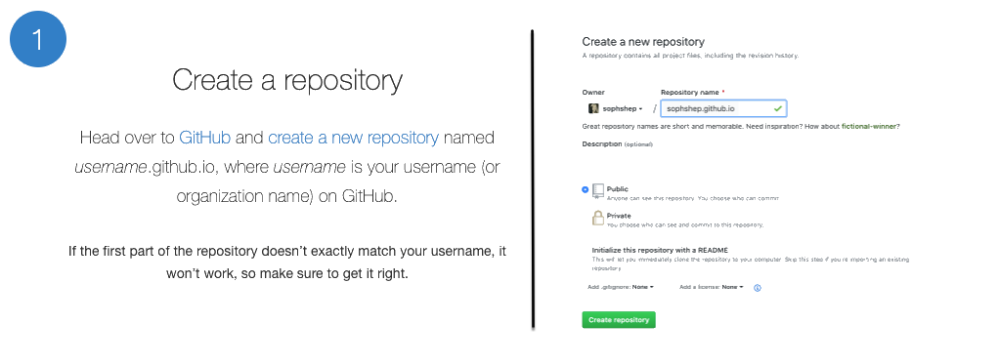 1
Create a repository
Head over to GitHub and create a new repository named
username.github.io, where username is your username (or
organization name) on GitHub.
If the first part of the repository doesn’t exactly match your username, it
won’t work, so make sure to get it right.
Create a new repository
A repository contains all project files, including the revision history.
Owner Repository name *
sophshep / sophshep.github.io
Great repository names are short and memorable. Need inspiration? How about fictional-winner?
Description (optional)
Public
Anyone can see this repository. You choose who can commit
Private
You choose who can see and commit to this repository.
Initialize this repository with a README
This will let you immediately clone the repository to your computer. Skip this step if you're importing an existing
repository
Add .gitignore: None Add a license: None
Create repository